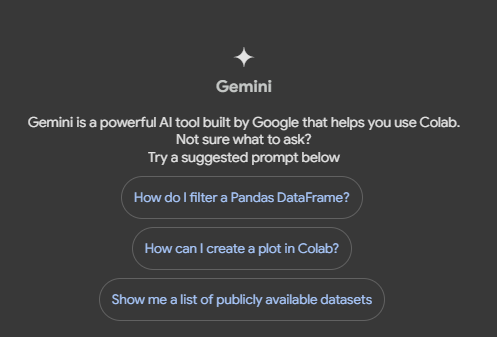 Gemini
Gemini is a powerful AI tool built by Google that helps you use Colab.
Not sure what to ask?
Try a suggested prompt below
How do I filter a Pandas DataFrame?
How can I create a plot in Colab?
Show me a list of publicly available datasets